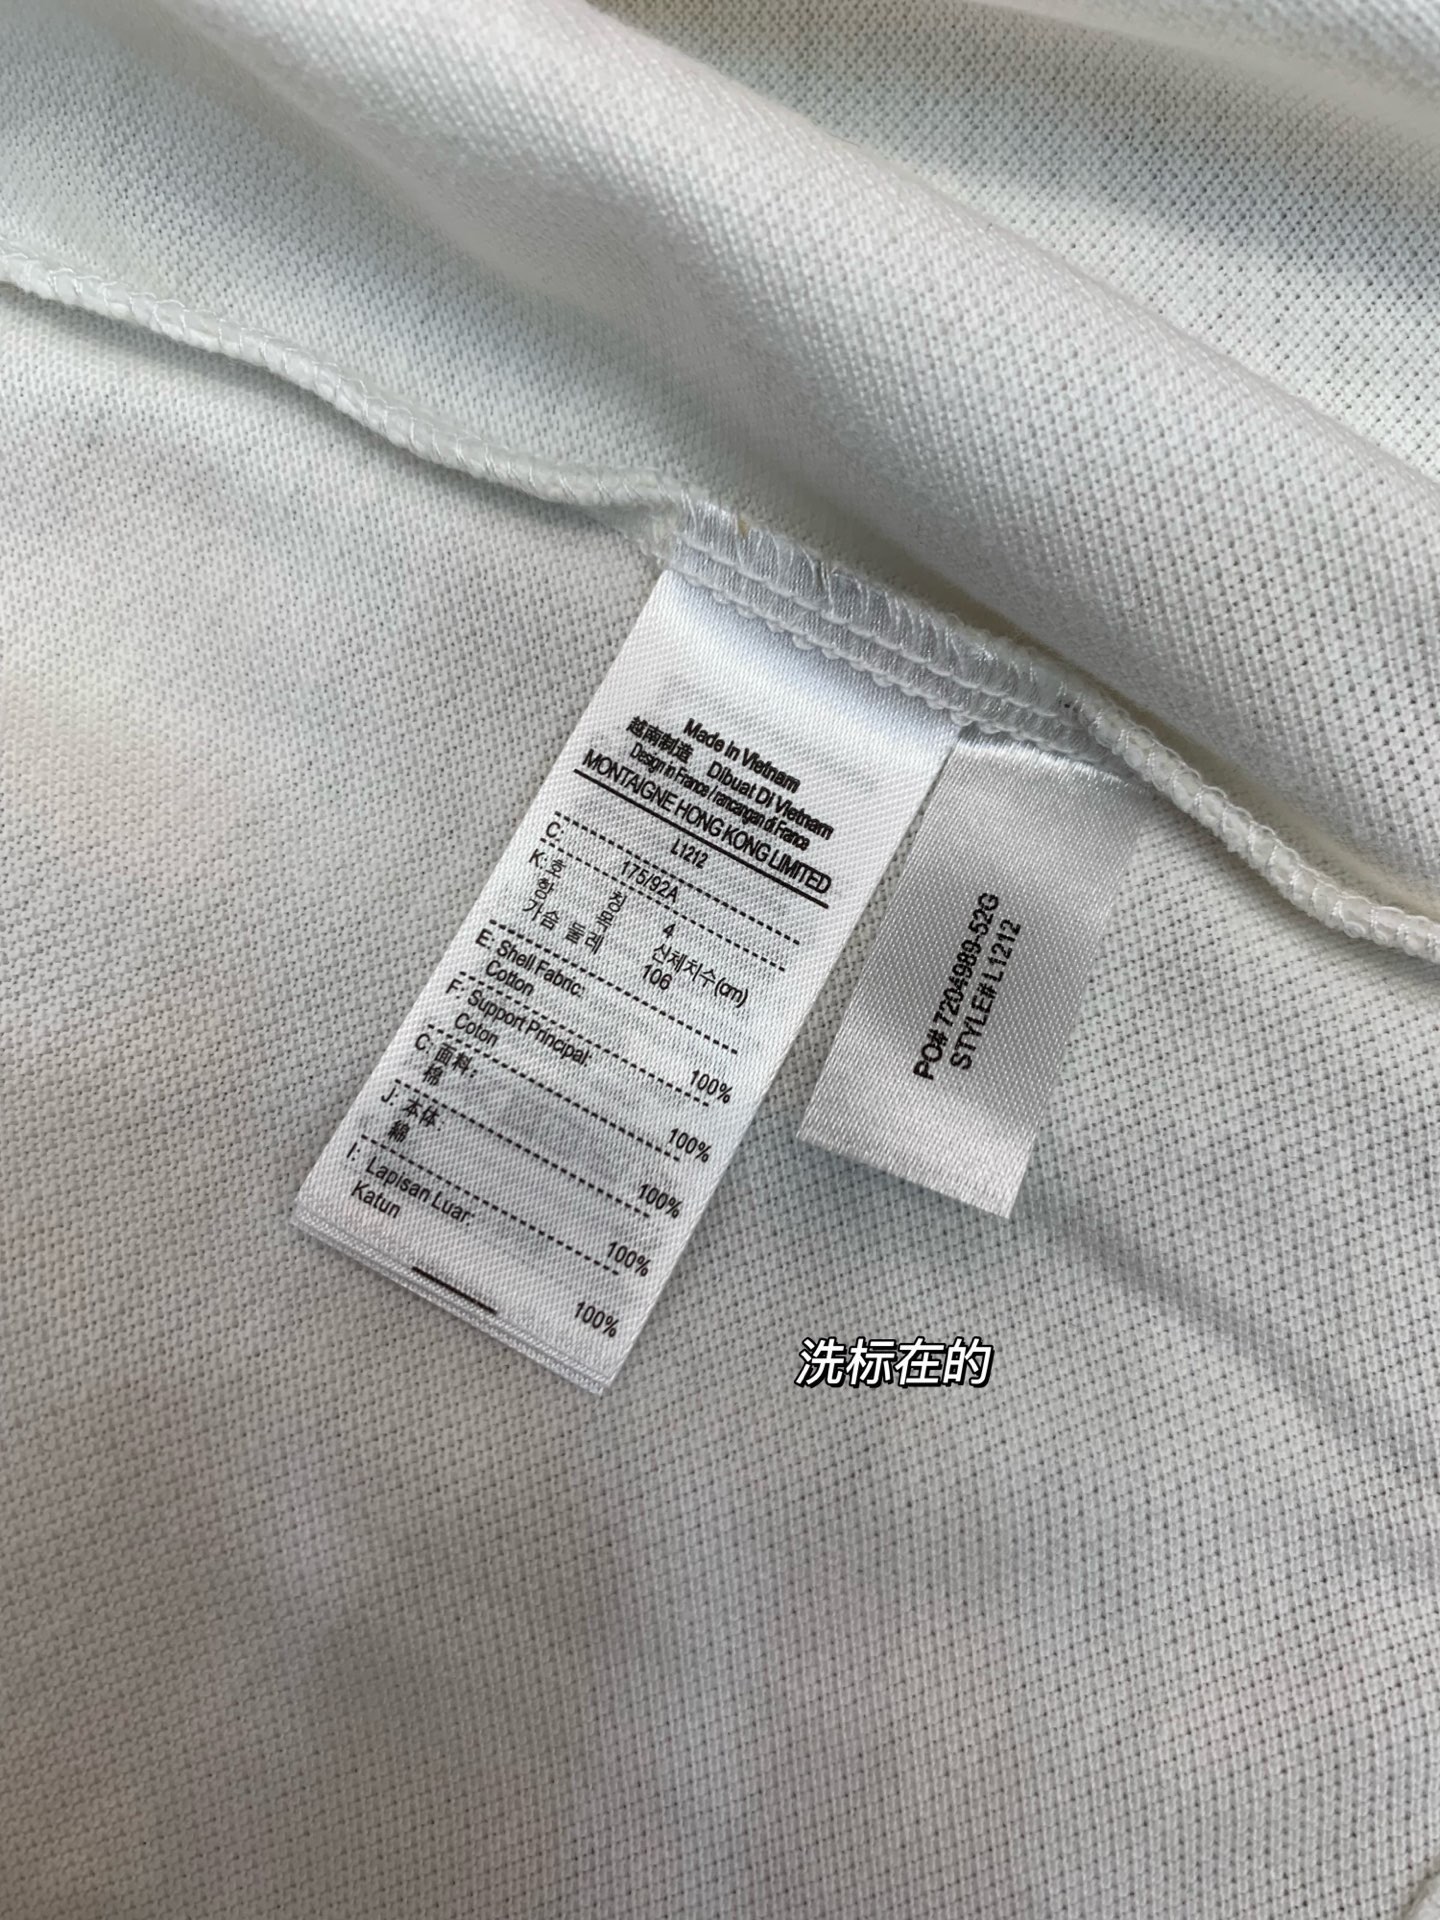 Made in Vietnam
越南制造 Dibuat Di Vietnam
Design in France/rancangan di France
MONTAIGNE HONG KONG LIMITED
L1212
C: 175/92A
K: 호 칭 4
항 목 신체치수(cm)
가슴 둘레 106
E: Shell Fabric:
Cotton 100%
F: Support Principal:
Coton 100%
C: 面料:
棉 100%
J: 本体
綿 100%
I: Lapisan Luar:
Katun 100%
PO# 7204989-52G
STYLE# L1212
洗标在的